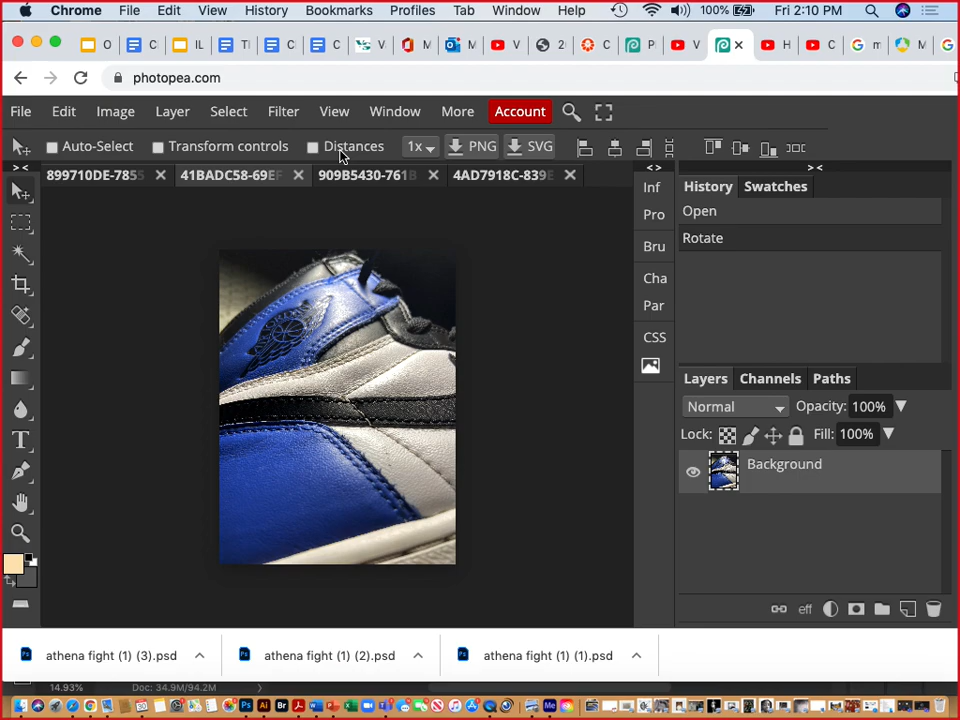 Chrome File Edit View History Bookmarks Profiles Tab Window Help 100% Fri 2:10 PM
photopea.com
File Edit Image Layer Select Filter View Window More Account
Auto-Select Transform controls Distances 1x PNG SVG
899710DE-7855 41BADC58-69EF 909B5430-761B 4AD7918C-839E
Inf
History Swatches
Pro
Open
Bru
Rotate
Cha
Par
CSS
Layers Channels Paths
Normal Opacity: 100%
Lock: Fill: 100%
Background
eff
athena fight (1) (3).psd athena fight (1) (2).psd athena fight (1) (1).psd
14.93% Doc: 34.9M/94.2M